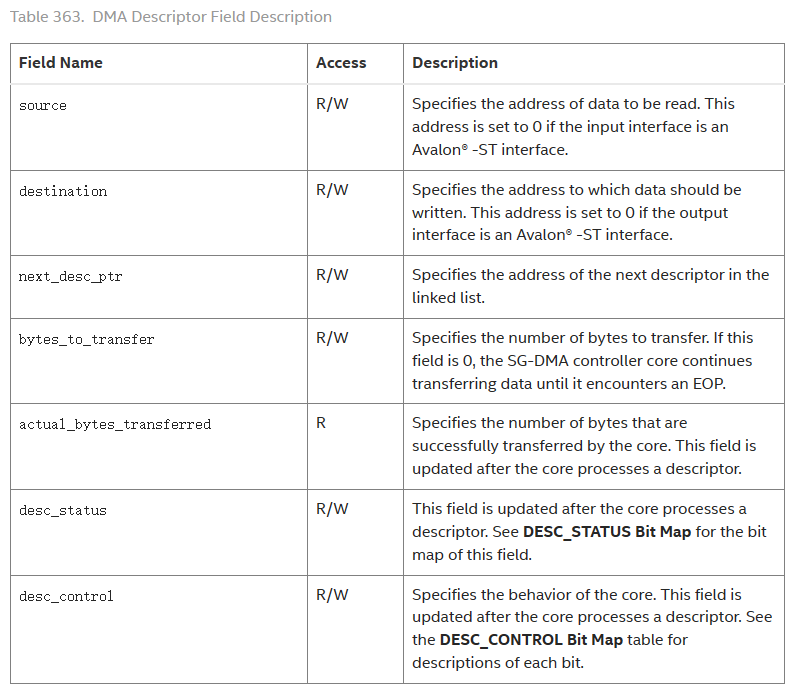 Table 363. DMA Descriptor Field Description
Field Name Access Description
source R/W Specifies the address of data to be read. This
address is set to 0 if the input interface is an
Avalon® -ST interface.
destination R/W Specifies the address to which data should be
written. This address is set to 0 if the output
interface is an Avalon® -ST interface.
next_desc_ptr R/W Specifies the address of the next descriptor in the
linked list.
bytes_to_transfer R/W Specifies the number of bytes to transfer. If this
field is 0, the SG-DMA controller core continues
transferring data until it encounters an EOP.
actual_bytes_transferred R Specifies the number of bytes that are
successfully transferred by the core. This field is
updated after the core processes a descriptor.
desc_status R/W This field is updated after the core processes a
descriptor. See DESC_STATUS Bit Map for the bit
map of this field.
desc_control R/W Specifies the behavior of the core. This field is
updated after the core processes a descriptor. See
the DESC_CONTROL Bit Map table for
descriptions of each bit.